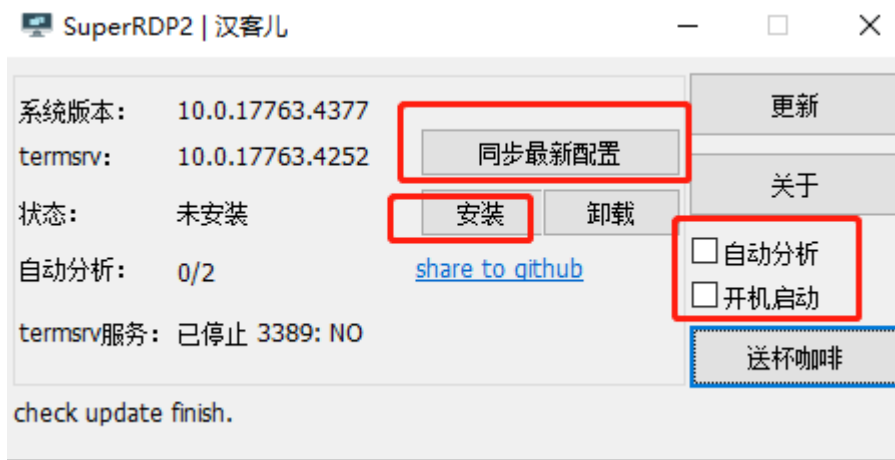 SuperRDP2 | 汉客儿
系统版本: 10.0.17763.4377
更新
termsrv: 10.0.17763.4252
同步最新配置
关于
状态: 未安装
安装
卸载
自动分析
自动分析: 0/2
share to github
开机启动
termsrv服务: 已停止 3389: NO
送杯咖啡
check update finish.